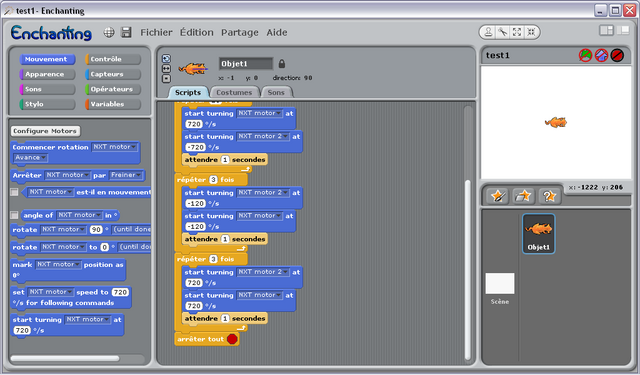 test1- Enchanting
Enchanting
Fichier Édition Partage Aide
Mouvement Contrôle
Apparence Capteurs
Sons Opérateurs
Stylo Variables
Configure Motors
Commencer rotation NXT motor
Avance
Arrêter NXT motor par Freiner
NXT motor est-il en mouvement
angle of NXT motor in °
rotate NXT motor 90 ° (until done
rotate NXT motor to 0 ° (until don
mark NXT motor position as
0°
set NXT motor speed to 720
°/s for following commands
start turning NXT motor at
720 °/s
Objet1
x: -1 y: 0 direction: 90
Scripts Costumes Sons
start turning NXT motor at
720 °/s
start turning NXT motor 2 at
-720 °/s
attendre 1 secondes
répéter 3 fois
start turning NXT motor 2 at
-120 °/s
start turning NXT motor at
-120 °/s
attendre 1 secondes
répéter 3 fois
start turning NXT motor 2 at
720 °/s
start turning NXT motor at
720 °/s
attendre 1 secondes
arrêter tout
test1
x: -1222 y: 206
Objet1
Scène